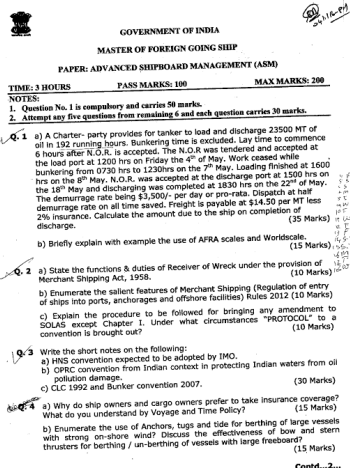 GOVERNMENT OF INDIA
MASTER OF FOREIGN GOING SHIP
PAPER: ADVANCED SHIPBOARD MANAGEMENT (ASM)
TIME: 3 HOURS PASS MARKS: 100 MAX MARKS: 200
NOTES:
1. Question No. 1 is compulsory and carries 50 marks.
2. Attempt any five questions from remaining 6 and each question carries 30 marks.
Q. 1 a) A Charter- party provides for tanker to load and discharge 23500 MT of
oil in 192 running hours. Bunkering time is excluded. Lay time to commence
6 hours after N.O.R. is accepted. The N.O.R was tendered and accepted at
the load port at 1200 hrs on Friday the 4th of May. Work ceased while
bunkering from 0730 hrs to 1230hrs on the 7th May. Loading finished at 1600
hrs on the 8th May. N.O.R. was accepted at the discharge port at 1500 hrs on
the 18th May and discharging was completed at 1830 hrs on the 22nd of May.
The demurrage rate being $3,500/- per day or pro-rata. Dispatch at half
demurrage rate on all time saved. Freight is payable at $14.50 per MT less
2% insurance. Calculate the amount due to the ship on completion of
discharge. (35 Marks)
b) Briefly explain with example the use of AFRA scales and Worldscale.
(15 Marks)
Q. 2 a) State the functions & duties of Receiver of Wreck under the provision of
Merchant Shipping Act, 1958. (10 Marks)
b) Enumerate the salient features of Merchant Shipping (Regulation of entry
of ships into ports, anchorages and offshore facilities) Rules 2012 (10 Marks)
c) Explain the procedure to be followed for bringing any amendment to
SOLAS except Chapter I. Under what circumstances "PROTOCOL" to a
convention is brought out? (10 Marks)
Q. 3 Write the short notes on the following:
a) HNS convention expected to be adopted by IMO.
b) OPRC convention from Indian context in protecting Indian waters from oil
pollution damage.
c) CLC 1992 and Bunker convention 2007. (30 Marks)
Q. 4 a) Why do ship owners and cargo owners prefer to take insurance coverage?
What do you understand by Voyage and Time Policy? (15 Marks)
b) Enumerate the use of Anchors, tugs and tide for berthing of large vessels
with strong on-shore wind? Discuss the effectiveness of bow and stern
thrusters for berthing / un-berthing of vessels with large freeboard?
(15 Marks)
Contd...2...